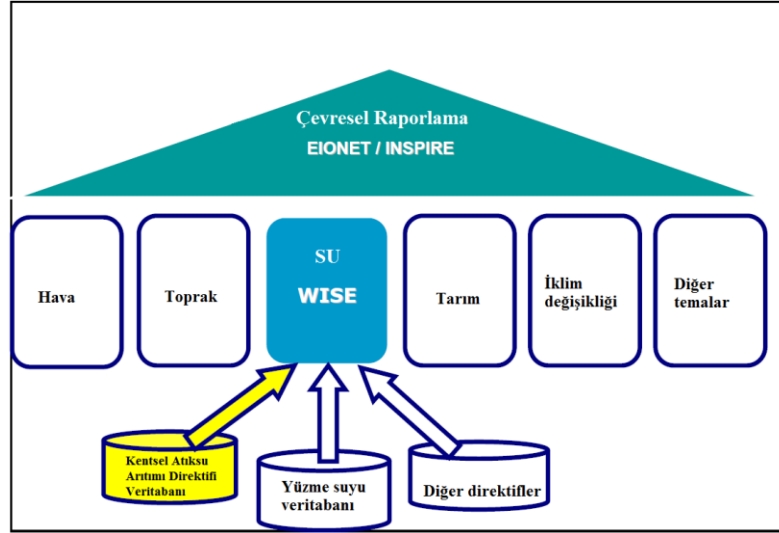 Çevresel Raporlama
EIONET / INSPIRE
Hava
Toprak
SU
WISE
Tarım
İklim
değişikliği
Diğer
temalar
Kentsel Atıksu
Arıtımı Direktifi
Veritabanı
Yüzme suyu
veritabanı
Diğer direktifler